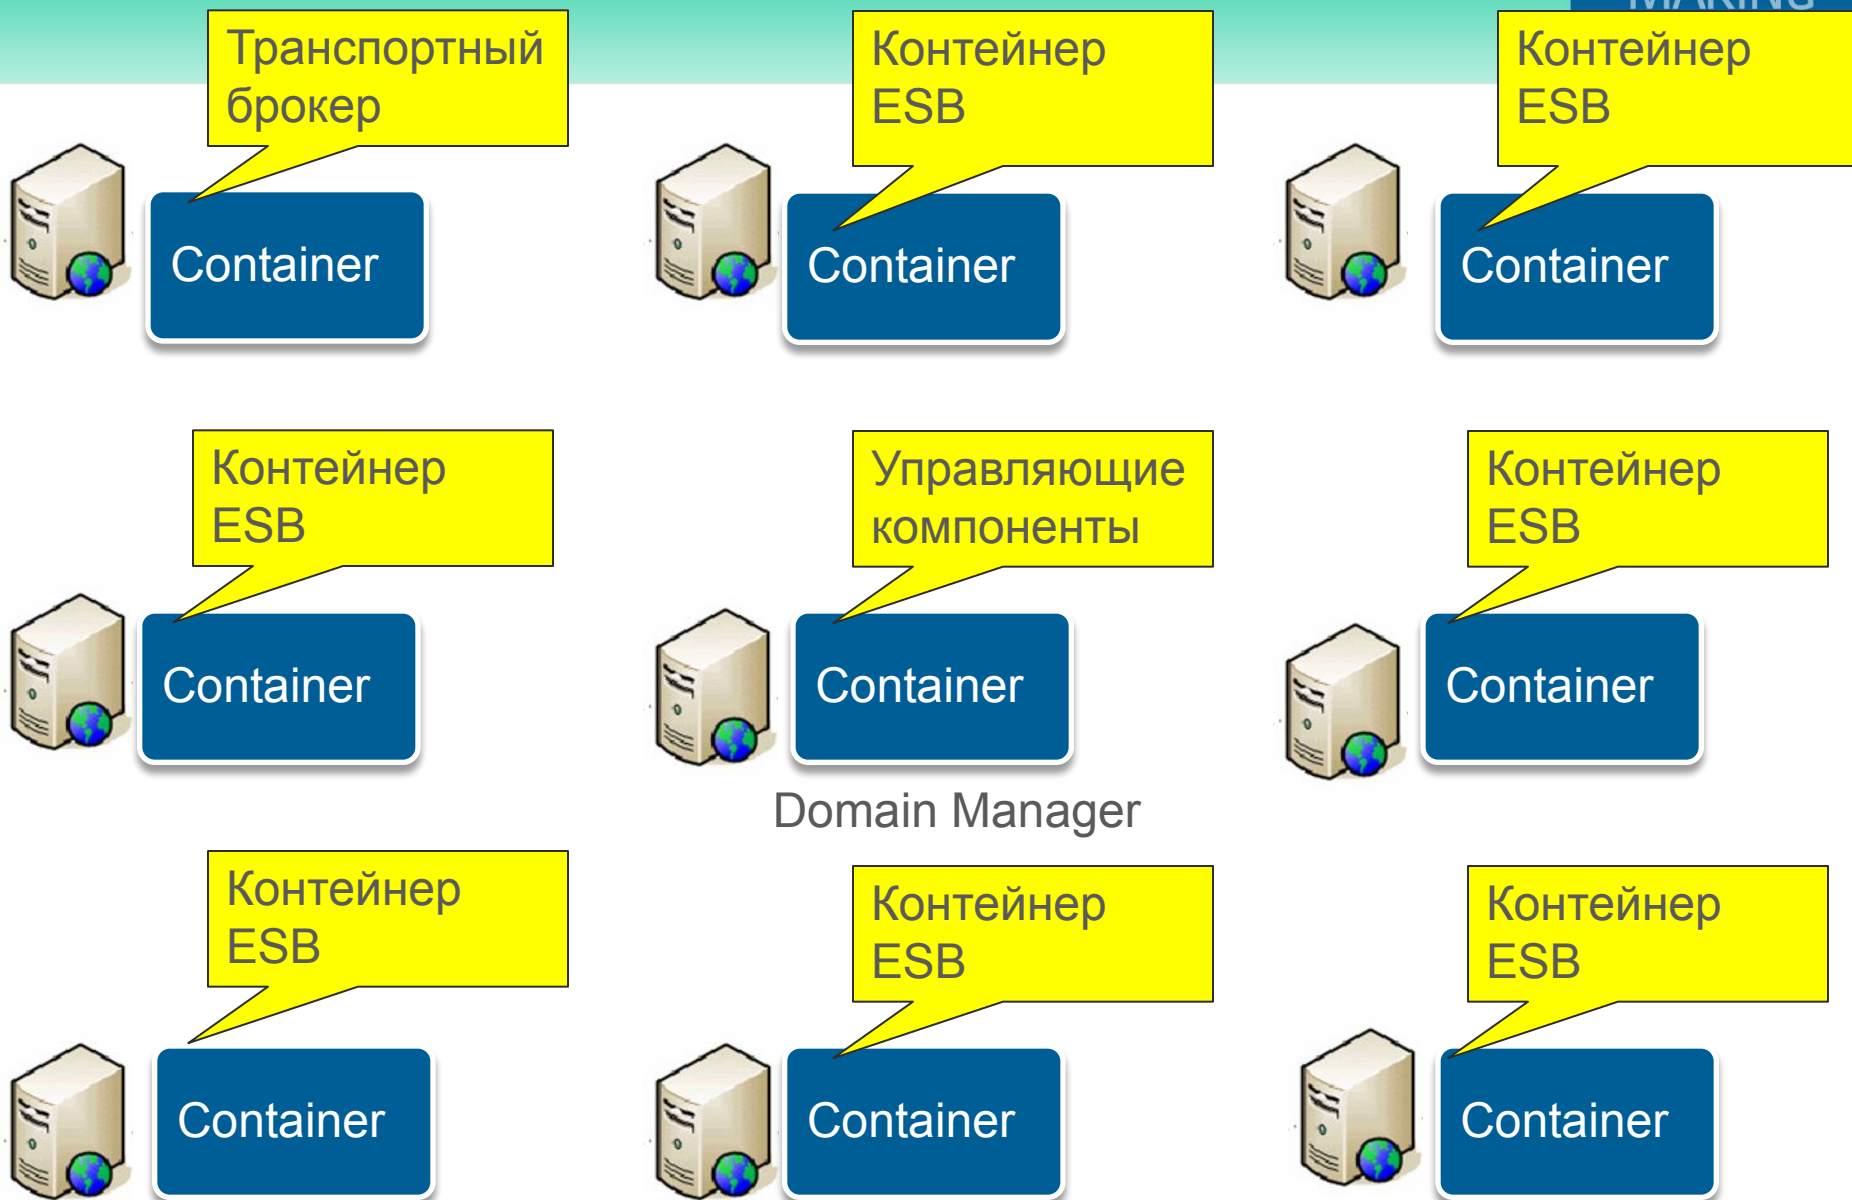 MAKING
Транспортный
брокер
Контейнер
ESB
Контейнер
ESB
Container
Container
Container
Контейнер
ESB
Управляющие
компоненты
Контейнер
ESB
Container
Container
Container
Domain Manager
Контейнер
ESB
Контейнер
ESB
Контейнер
ESB
Container
Container
Container